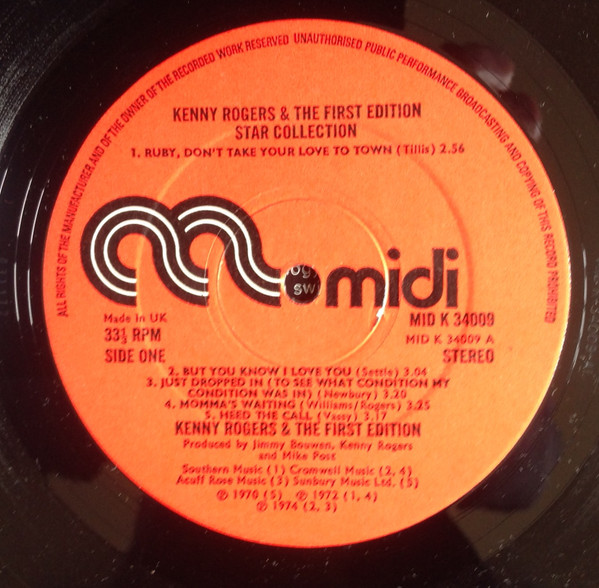 ALL RIGHTS OF THE MANUFACTURER AND OF THE OWNER OF THE RECORDED WORK RESERVED UNAUTHORISED PUBLIC PERFORMANCE BROADCASTING AND COPYING OF THIS RECORD PROHIBITED
KENNY ROGERS & THE FIRST EDITION
STAR COLLECTION
1. RUBY, DON'T TAKE YOUR LOVE TO TOWN (Tillis) 2.56
midi
Made in UK
MID K 34009
33⅓ RPM
MID K 34009 A
SIDE ONE
STEREO
2. BUT YOU KNOW I LOVE YOU (Settle) 3.04
3. JUST DROPPED IN (TO SEE WHAT CONDITION MY
CONDITION WAS IN) (Newbury) 3.20
4. MOMMA'S WAITING (Williams/Rogers) 3.25
5. HEED THE CALL (Vassy) 3.17
KENNY ROGERS & THE FIRST EDITION
Produced by Jimmy Bouwen, Kenny Rogers
and Mike Post
Southern Music (1) Cromwell Music (2, 4)
Acuff Rose Music (3) Sunbury Music Ltd. (5)
℗ 1970 (5) ℗ 1972 (1, 4)
℗ 1974 (2, 3)